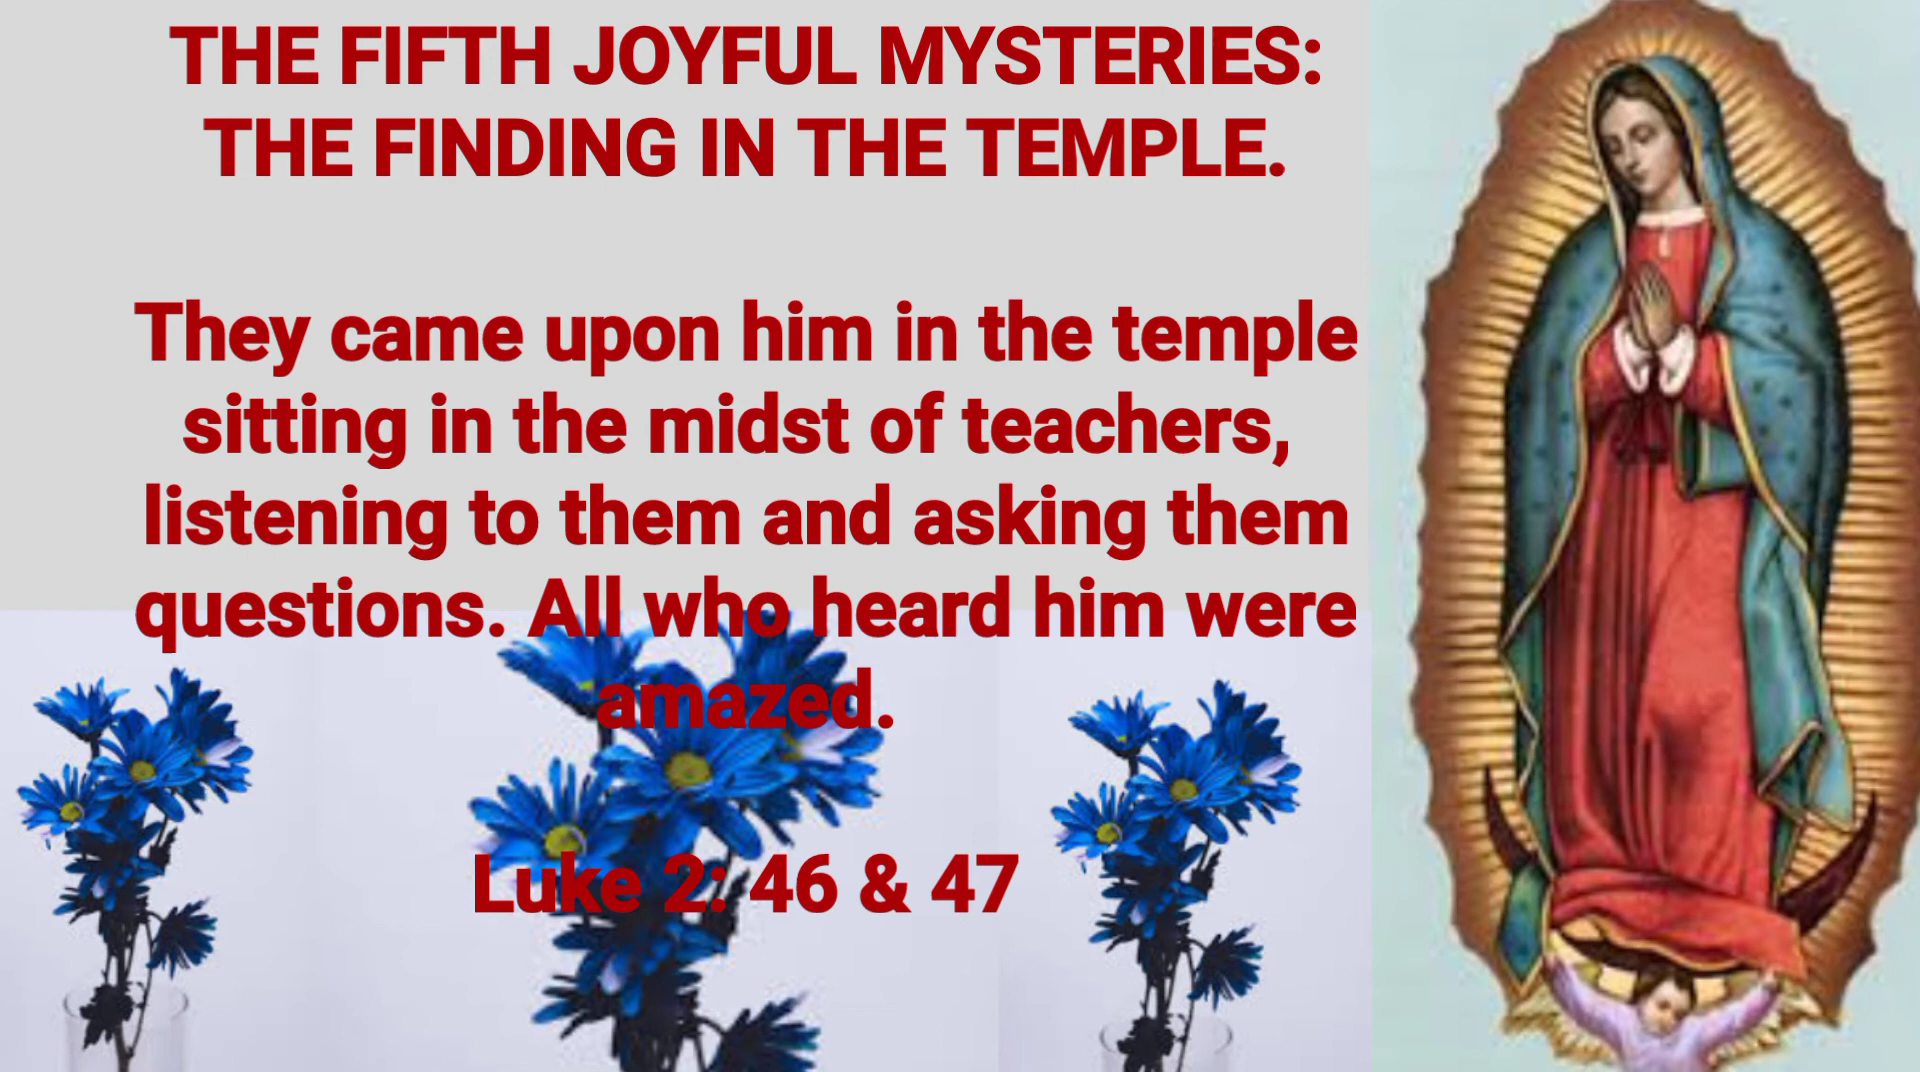 THE FIFTH JOYFUL MYSTERIES:
THE FINDING IN THE TEMPLE.
They came upon him in the temple
sitting in the midst of teachers,
listening to them and asking them
questions. All who heard him were
amazed.
Luke 2: 46 & 47